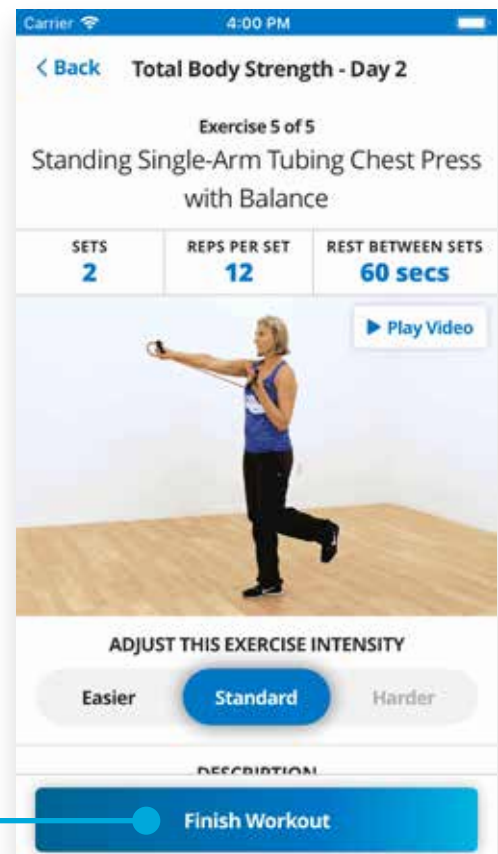 Carrier 4:00 PM
< Back Total Body Strength - Day 2
Exercise 5 of 5
Standing Single-Arm Tubing Chest Press
with Balance
SETS REPS PER SET REST BETWEEN SETS
2 12 60 secs
Play Video
ADJUST THIS EXERCISE INTENSITY
Easier Standard Harder
DESCRIPTION
Finish Workout